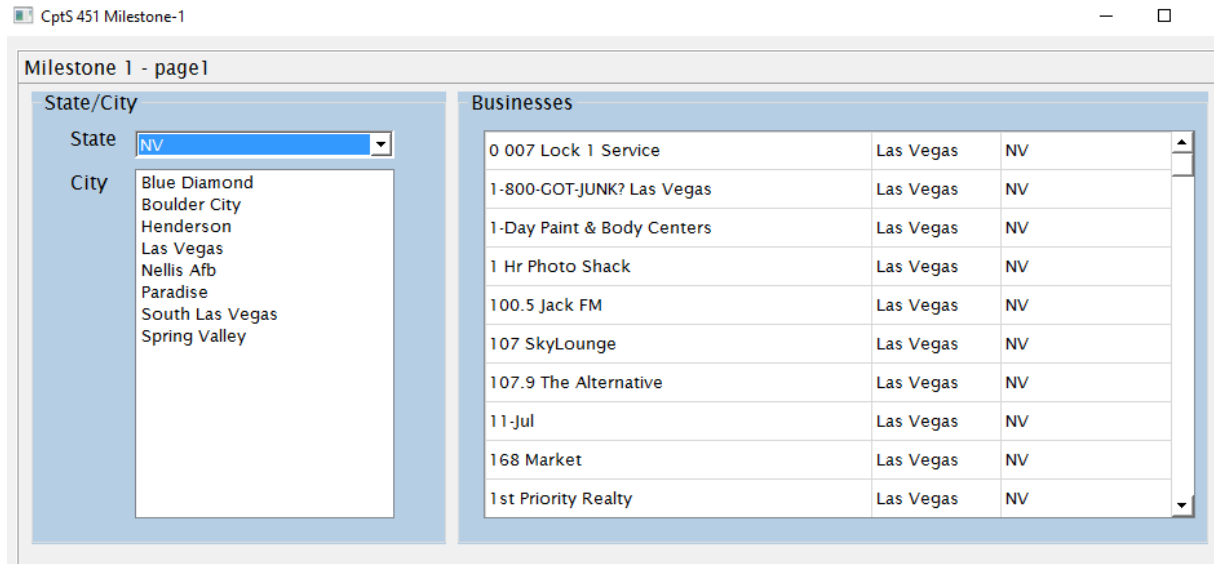 CptS 451 Milestone-1
Milestone 1 - page1
State/City
State NV
City
Blue Diamond
Boulder City
Henderson
Las Vegas
Nellis Afb
Paradise
South Las Vegas
Spring Valley
Businesses
0 007 Lock 1 Service Las Vegas NV
1-800-GOT-JUNK? Las Vegas Las Vegas NV
1-Day Paint & Body Centers Las Vegas NV
1 Hr Photo Shack Las Vegas NV
100.5 Jack FM Las Vegas NV
107 SkyLounge Las Vegas NV
107.9 The Alternative Las Vegas NV
11-Jul Las Vegas NV
168 Market Las Vegas NV
1st Priority Realty Las Vegas NV